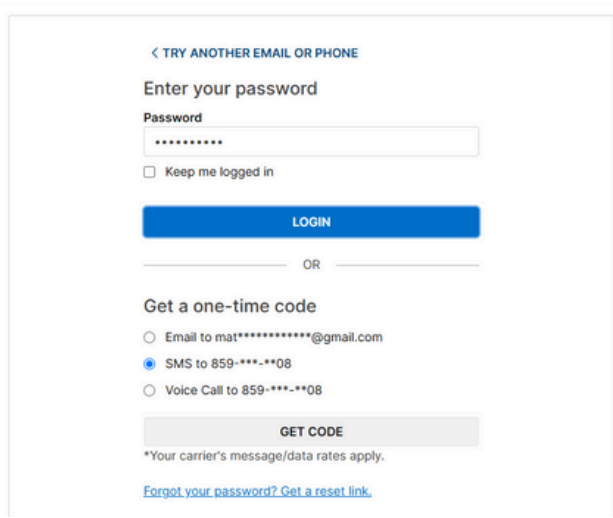 < TRY ANOTHER EMAIL OR PHONE
Enter your password
Password
••••••••••
Keep me logged in
LOGIN
OR
Get a one-time code
Email to mat************@gmail.com
SMS to 859-***-**08
Voice Call to 859-***-**08
GET CODE
*Your carrier's message/data rates apply.
Forgot your password? Get a reset link.